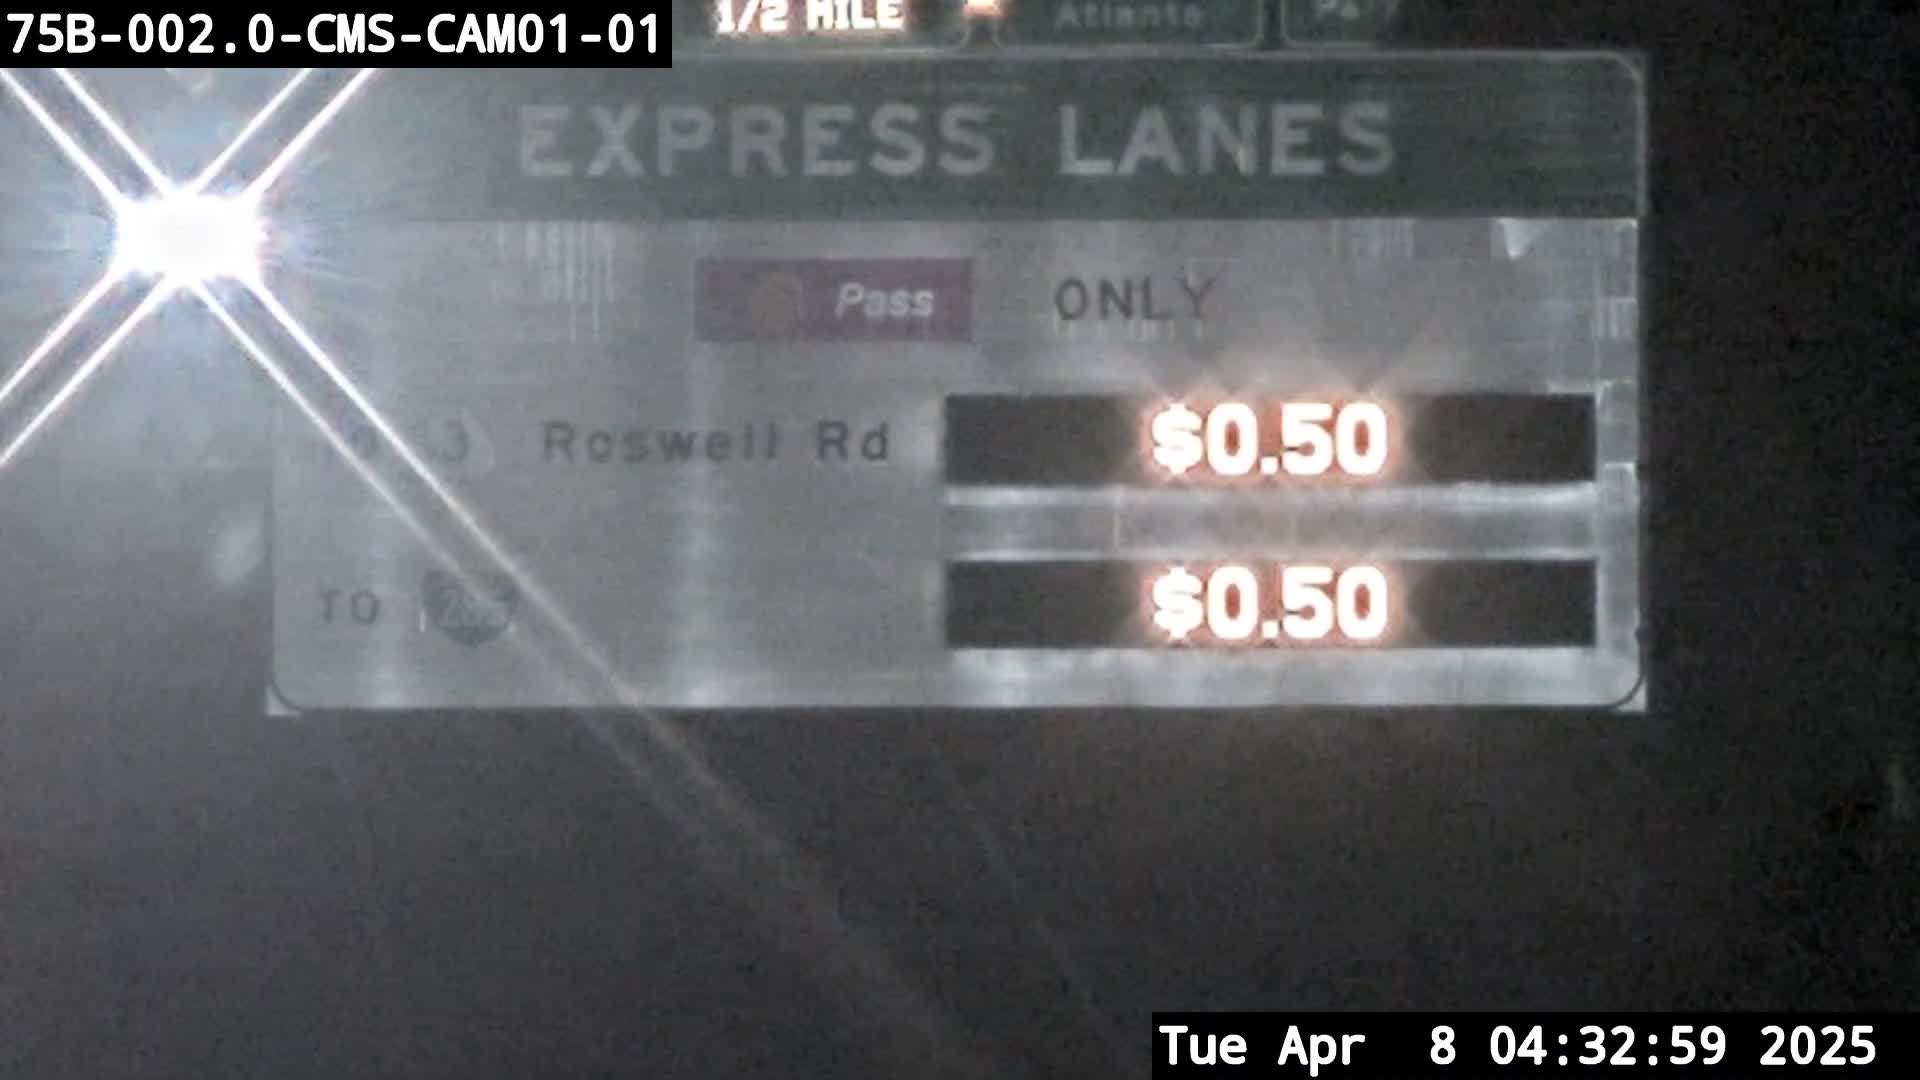 75B-002.0-CMS-CAM01-01
1/2 MILE
Atlanta
EXPRESS LANES
Pass ONLY
Roswell Rd $0.50
TO 285 $0.50
Tue Apr 8 04:32:59 2025